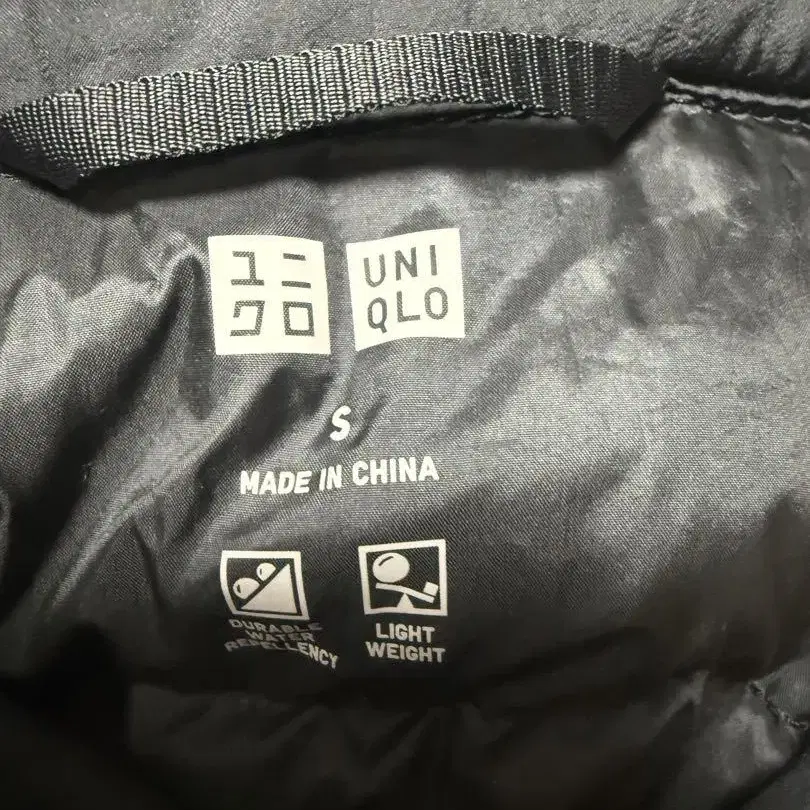 ユニ
クロ
UNI
QLO
S
MADE IN CHINA
DURABLE
WATER
REPELLENCY
LIGHT
WEIGHT